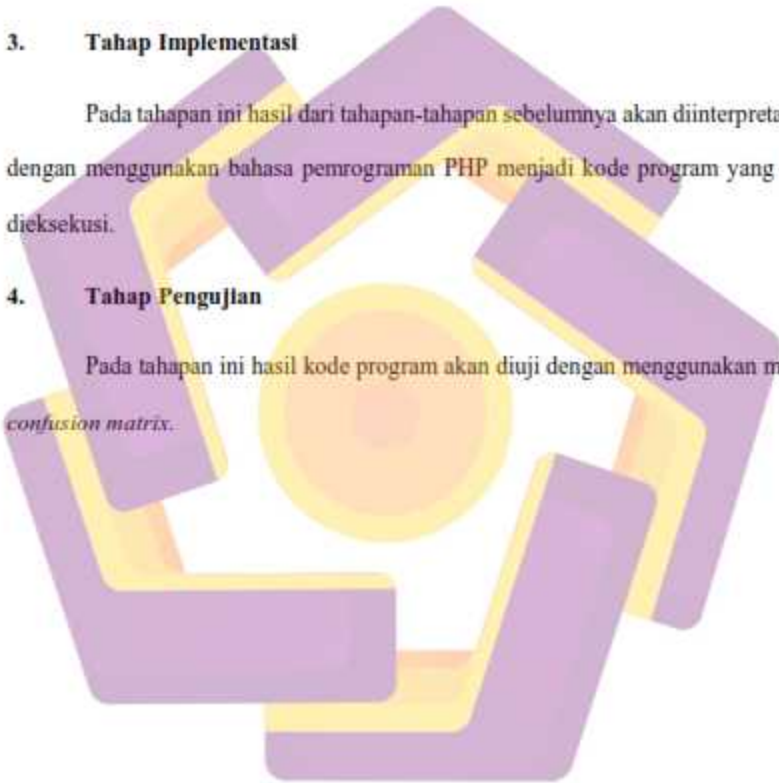 3. Tahap Implementasi
Pada tahapan ini hasil dari tahapan-tahapan sebelumnya akan diinterpreta
dengan menggunakan bahasa pemrograman PHP menjadi kode program yang
dieksekusi.
4. Tahap Pengujian
Pada tahapan ini hasil kode program akan diuji dengan menggunakan m
confusion matrix.